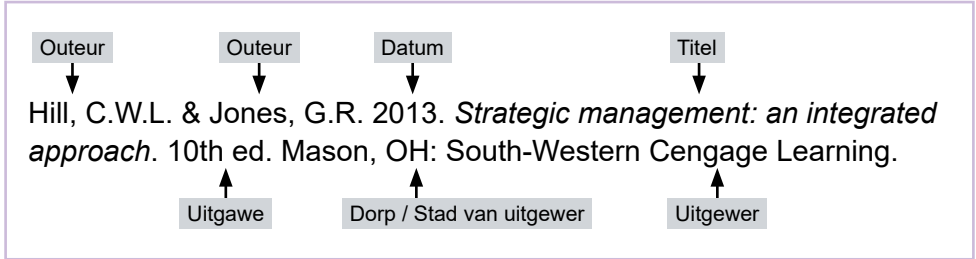 Outeur Outeur Datum Titel
Hill, C.W.L. & Jones, G.R. 2013. Strategic management: an integrated
approach. 10th ed. Mason, OH: South-Western Cengage Learning.
Uitgawe Dorp / Stad van uitgewer Uitgewer